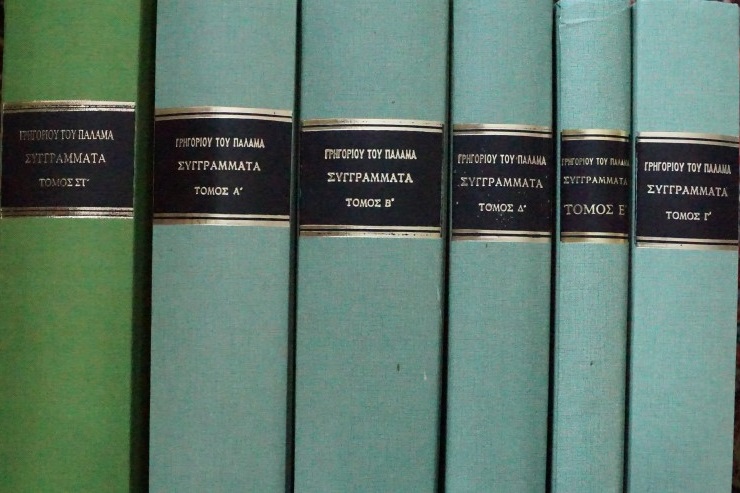 ΓΡΗΓΟΡΙΟΥ ΤΟΥ ΠΑΛΑΜΑ
ΣΥΓΓΡΑΜΜΑΤΑ
ΤΟΜΟΣ ΣΤ'
ΓΡΗΓΟΡΙΟΥ ΤΟΥ ΠΑΛΑΜΑ
ΣΥΓΓΡΑΜΜΑΤΑ
ΤΟΜΟΣ Α'
ΓΡΗΓΟΡΙΟΥ ΤΟΥ ΠΑΛΑΜΑ
ΣΥΓΓΡΑΜΜΑΤΑ
ΤΟΜΟΣ Β'
ΓΡΗΓΟΡΙΟΥ ΤΟΥ ΠΑΛΑΜΑ
ΣΥΓΓΡΑΜΜΑΤΑ
ΤΟΜΟΣ Δ'
ΓΡΗΓΟΡΙΟΥ ΤΟΥ ΠΑΛΑΜΑ
ΣΥΓΓΡΑΜΜΑΤΑ
ΤΟΜΟΣ Ε'
ΓΡΗΓΟΡΙΟΥ ΤΟΥ ΠΑΛΑΜΑ
ΣΥΓΓΡΑΜΜΑΤΑ
ΤΟΜΟΣ Γ'